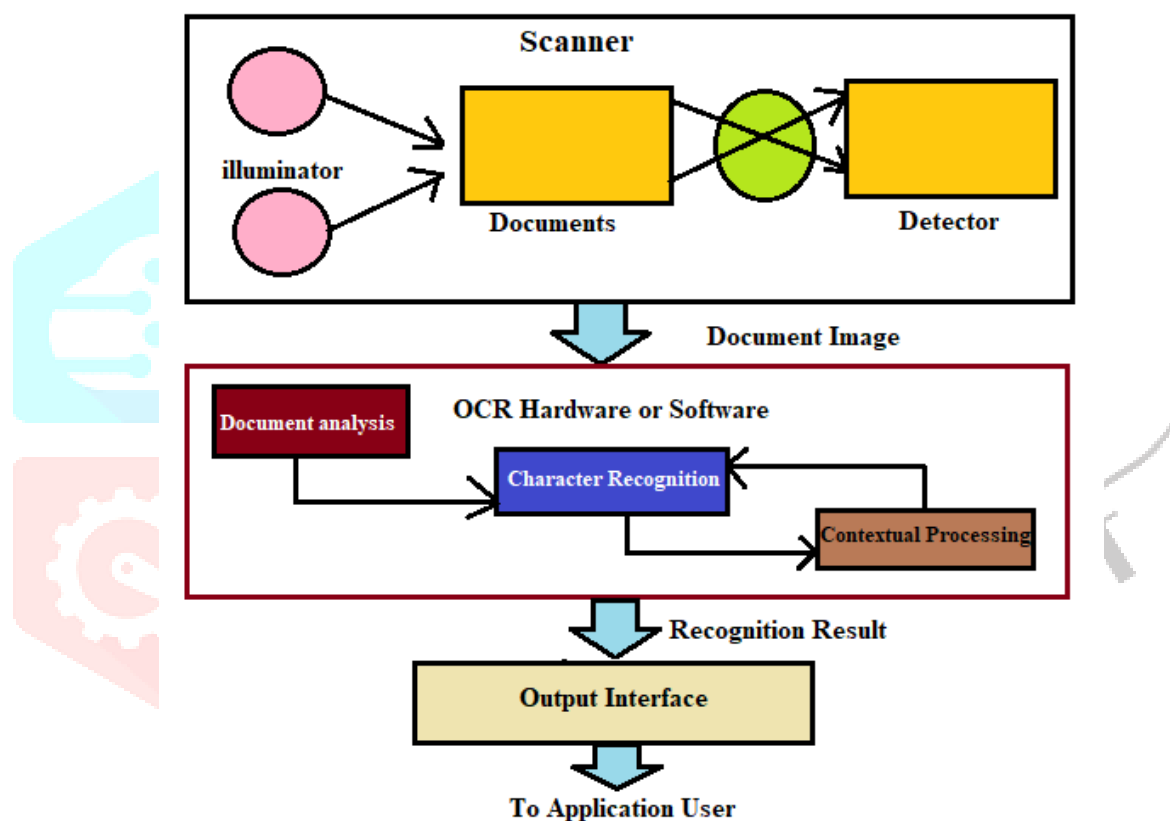 Scanner
illuminator
Documents
Detector
Document Image
OCR Hardware or Software
Document analysis
Character Recognition
Contextual Processing
Recognition Result
Output Interface
To Application User